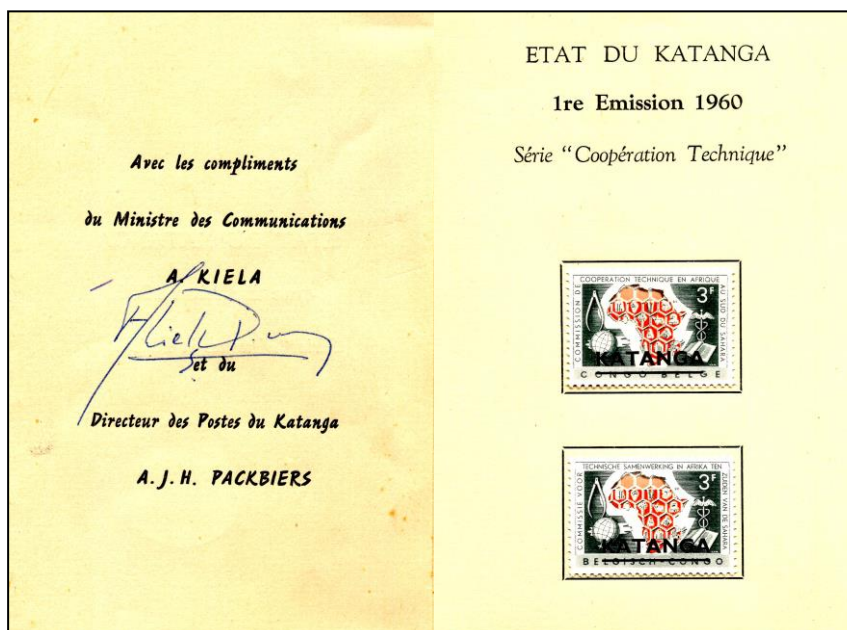 Avec les compliments
du Ministre des Communications
A. KIELA
et du
Directeur des Postes du Katanga
A. J. H. PACKBIERS
ETAT DU KATANGA
1re Emission 1960
Série “Coopération Technique”
COMMISSION DE
COOPERATION TECHNIQUE EN AFRIQUE
AU SUD DU SAHARA
3F
KATANGA
CONGO BELGE
COMMISSIE VOOR
TECHNISCHE SAMENWERKING IN AFRIKA TEN
ZUIDEN VAN DE SAHARA
3F
KATANGA
BELGISCH-CONGO